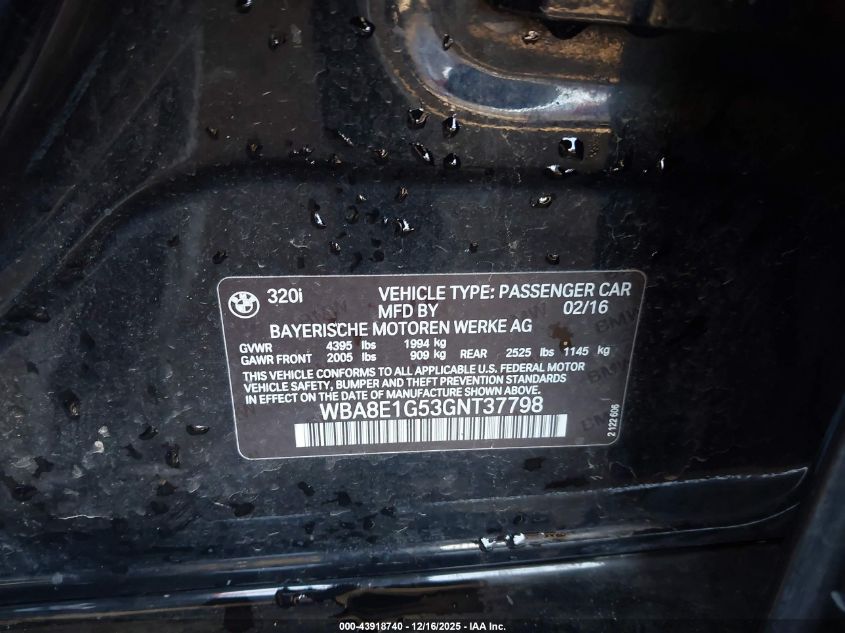 320i VEHICLE TYPE: PASSENGER CAR
MFD BY 02/16
BAYERISCHE MOTOREN WERKE AG
GVWR 4395 lbs 1994 kg
GAWR FRONT 2005 lbs 909 kg REAR 2525 lbs 1145 kg
THIS VEHICLE CONFORMS TO ALL APPLICABLE U.S. FEDERAL MOTOR
VEHICLE SAFETY, BUMPER AND THEFT PREVENTION STANDARDS
IN EFFECT ON THE DATE OF MANUFACTURE SHOWN ABOVE.
WBA8E1G53GNT37798
2 122 606
000-43918740 - 12/16/2025 - IAA Inc.